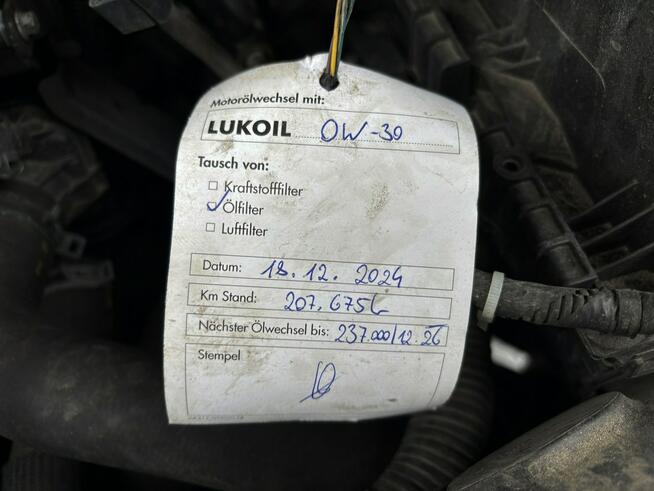 Motorölwechsel mit:
LUKOIL 0W-30
Tausch von:
Kraftstofffilter
Ölfilter
Luftfilter
Datum: 18.12.2024
Km Stand: 207.675
Nächster Ölwechsel bis: 237.000/12.26
Stempel